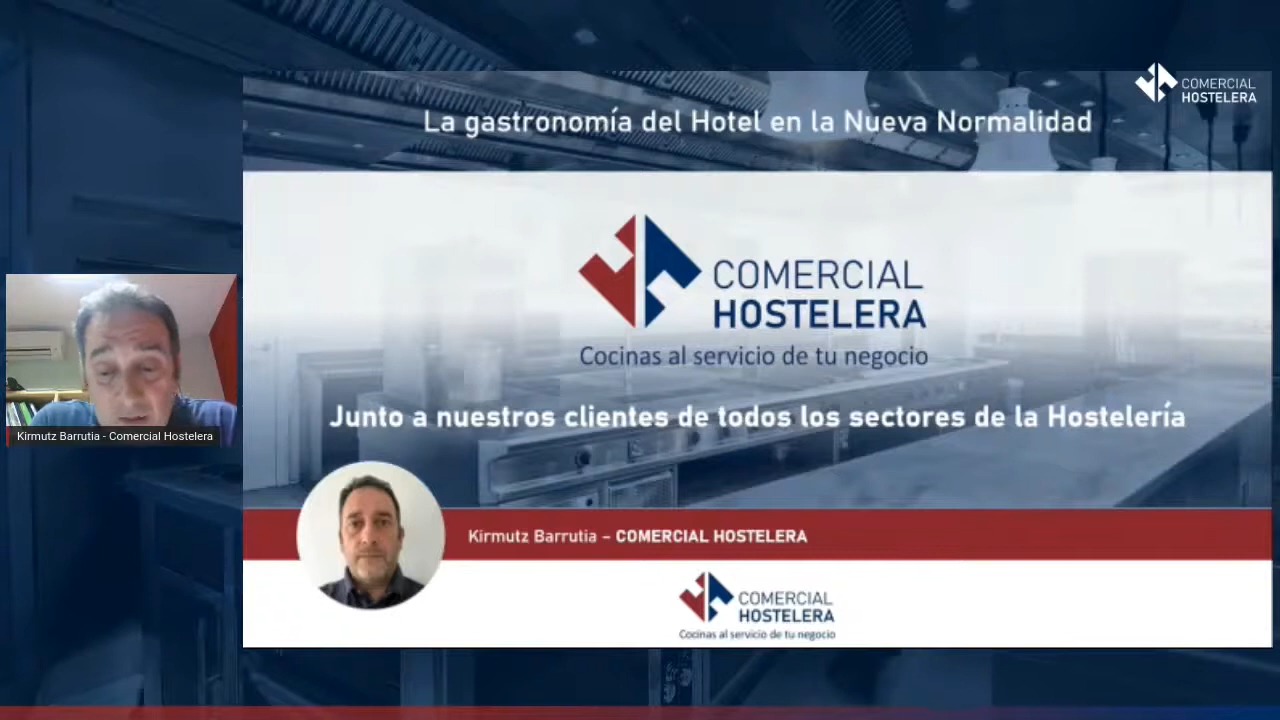 COMERCIAL
HOSTELERA
La gastronomía del Hotel en la Nueva Normalidad
COMERCIAL
HOSTELERA
Cocinas al servicio de tu negocio
Junto a nuestros clientes de todos los sectores de la Hostelería
Kirmutz Barrutia - Comercial Hostelera
Kirmutz Barrutia – COMERCIAL HOSTELERA
COMERCIAL
HOSTELERA
Cocinas al servicio de tu negocio